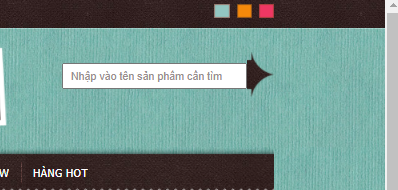 Nhập vào tên sản phẩm cần tìm
HÀNG HOT